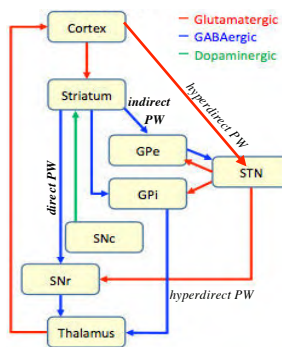 Cortex
Glutamatergic
GABAergic
Dopaminergic
Striatum
indirect
PW
hyperdirect PW
GPe
STN
direct PW
GPi
SNc
SNr
hyperdirect PW
Thalamus